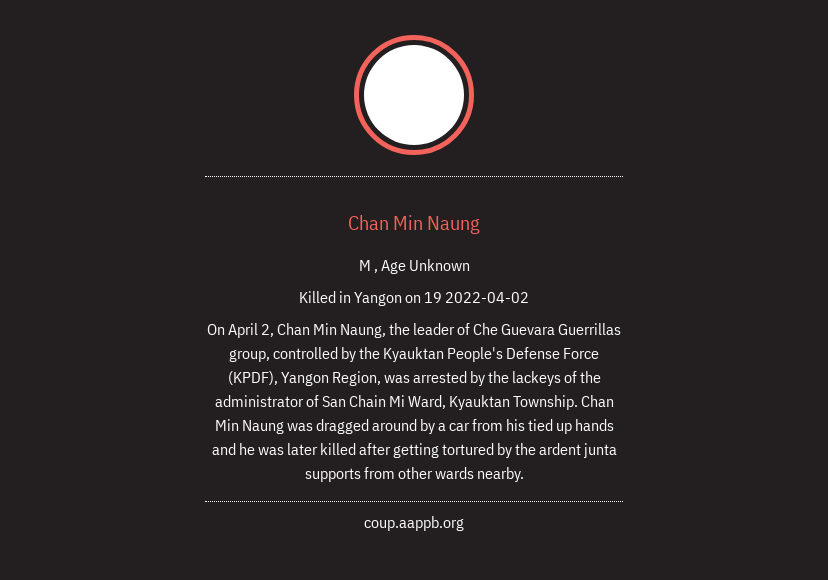 Chan Min Naung
M , Age Unknown
Killed in Yangon on 19 2022-04-02
On April 2, Chan Min Naung, the leader of Che Guevara Guerrillas
group, controlled by the Kyauktan People's Defense Force
(KPDF), Yangon Region, was arrested by the lackeys of the
administrator of San Chain Mi Ward, Kyauktan Township. Chan
Min Naung was dragged around by a car from his tied up hands
and he was later killed after getting tortured by the ardent junta
supports from other wards nearby.
coup.aappb.org